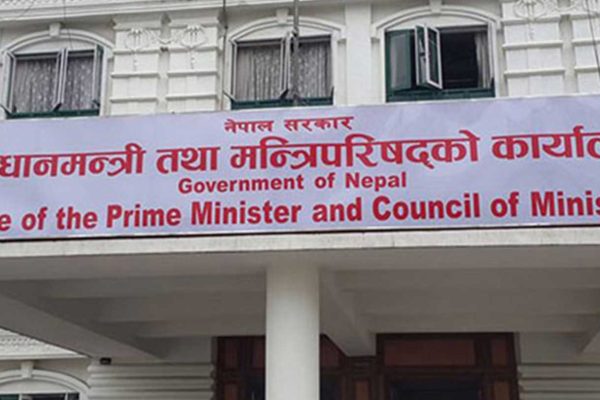 नेपाल सरकार
धानमन्त्री तथा मन्त्रिपरिषद्को कार्याल
Government of Nepal
e of the Prime Minister and Council of Minis